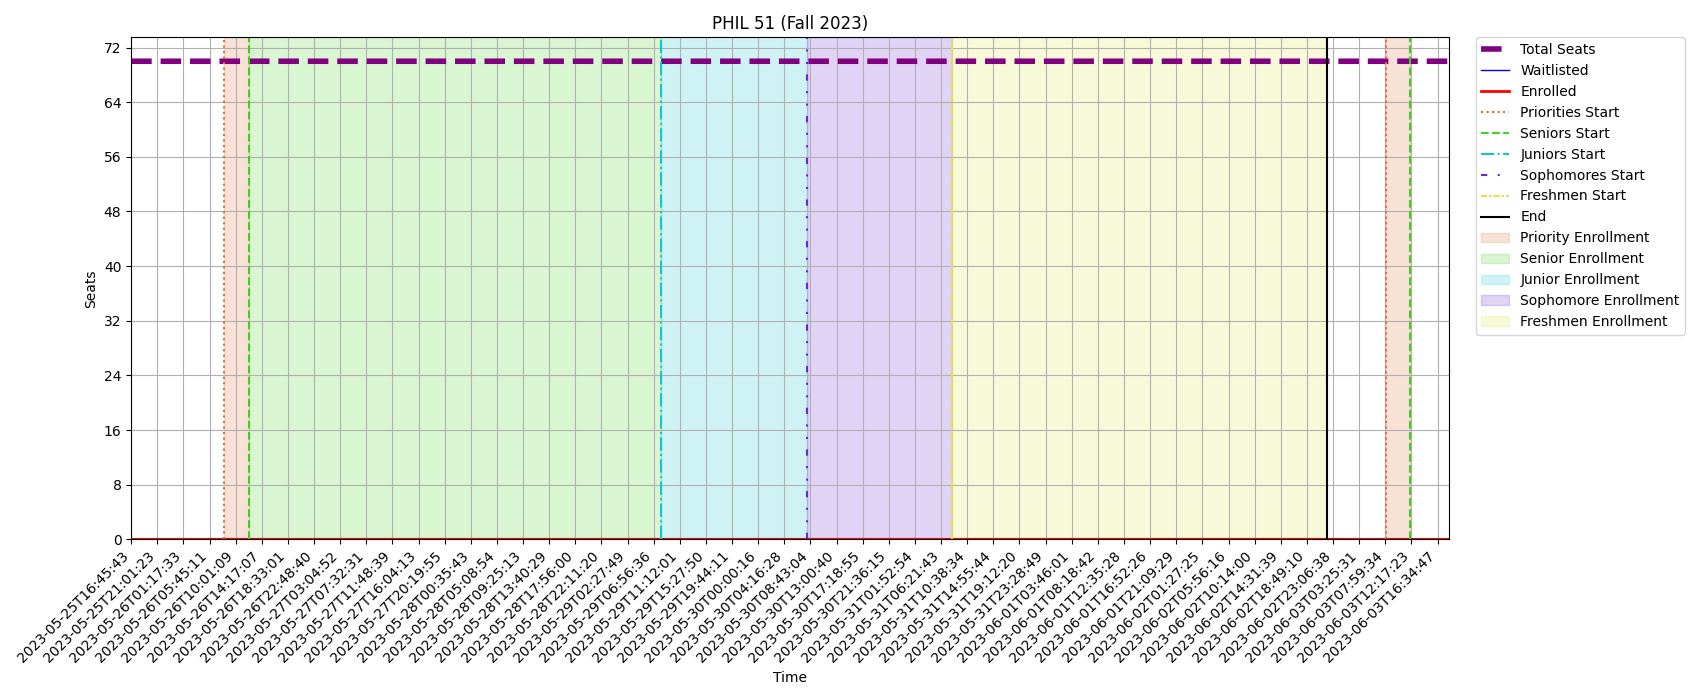 PHIL 51 (Fall 2023)
72
64
56
48
40
32
24
16
8
0
Seats
2023-05-25T16:45:43
2023-05-25T21:01:23
2023-05-26T01:17:33
2023-05-26T05:45:11
2023-05-26T10:01:09
2023-05-26T14:17:07
2023-05-26T18:33:01
2023-05-26T22:48:40
2023-05-27T03:04:52
2023-05-27T07:32:31
2023-05-27T11:48:39
2023-05-27T16:04:13
2023-05-27T20:19:55
2023-05-28T00:35:43
2023-05-28T05:08:54
2023-05-28T09:25:13
2023-05-28T13:40:29
2023-05-28T17:56:00
2023-05-28T22:11:20
2023-05-29T02:27:49
2023-05-29T06:56:36
2023-05-29T11:12:01
2023-05-29T15:27:50
2023-05-29T19:44:11
2023-05-30T00:00:16
2023-05-30T04:16:28
2023-05-30T08:43:04
2023-05-30T13:00:40
2023-05-30T17:18:55
2023-05-30T21:36:15
2023-05-31T01:52:54
2023-05-31T06:21:43
2023-05-31T10:38:34
2023-05-31T14:55:44
2023-05-31T19:12:20
2023-05-31T23:28:49
2023-06-01T03:46:01
2023-06-01T08:18:42
2023-06-01T12:35:28
2023-06-01T16:52:26
2023-06-01T21:09:29
2023-06-02T01:27:25
2023-06-02T05:56:16
2023-06-02T10:14:00
2023-06-02T14:31:39
2023-06-02T18:49:10
2023-06-02T23:06:38
2023-06-03T03:25:31
2023-06-03T07:59:34
2023-06-03T12:17:23
2023-06-03T16:34:47
Time
Total Seats
Waitlisted
Enrolled
Priorities Start
Seniors Start
Juniors Start
Sophomores Start
Freshmen Start
End
Priority Enrollment
Senior Enrollment
Junior Enrollment
Sophomore Enrollment
Freshmen Enrollment